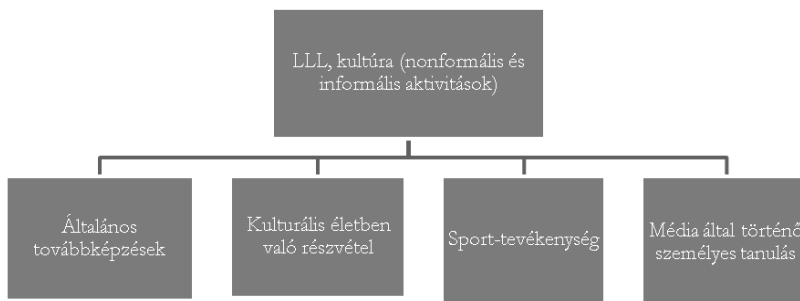 LLL, kultúra (nonformális és
informális aktivitások)
Általános
továbbképzések
Kulturális életben
való részvétel
Sport-tevékenység
Média által történő
személyes tanulás